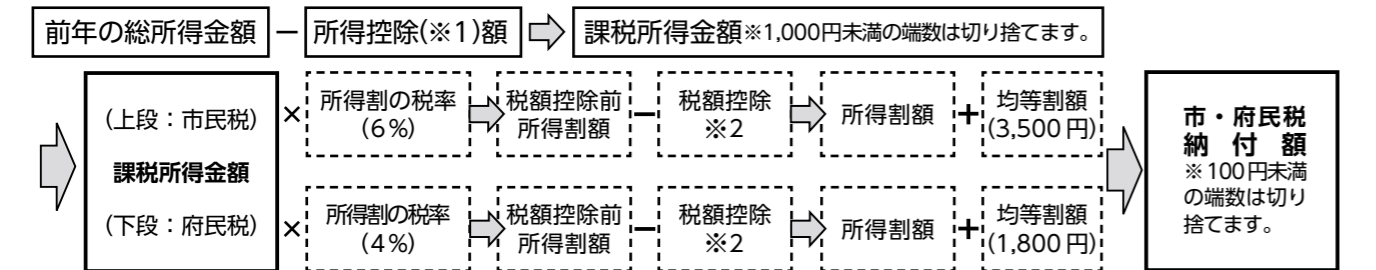 前年の総所得金額 − 所得控除(※1)額 課税所得金額※1,000円未満の端数は切り捨てます。
(上段：市民税)
課税所得金額
(下段：府民税)
×
所得割の税率
(6%)
税額控除前
所得割額
−
税額控除
※2
所得割額
+
均等割額
(3,500円)
×
所得割の税率
(4%)
税額控除前
所得割額
−
税額控除
※2
所得割額
+
均等割額
(1,800円)
市・府民税
納付額
※100円未満
の端数は切り
捨てます。